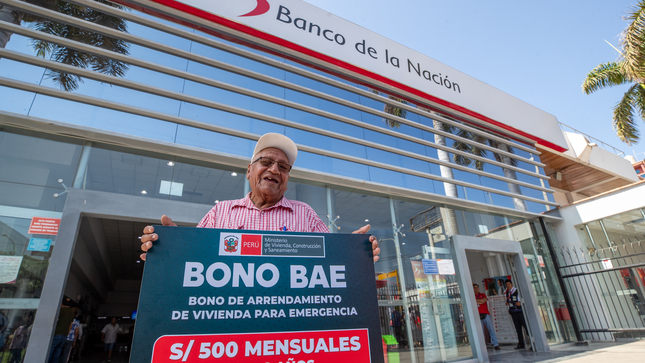 Banco de la Nación
PERÚ
Ministerio
de Vivienda, Construcción
y Saneamiento
BONO BAE
BONO DE ARRENDAMIENTO
DE VIVIENDA PARA EMERGENCIA
S/ 500 MENSUALES
AÑOS